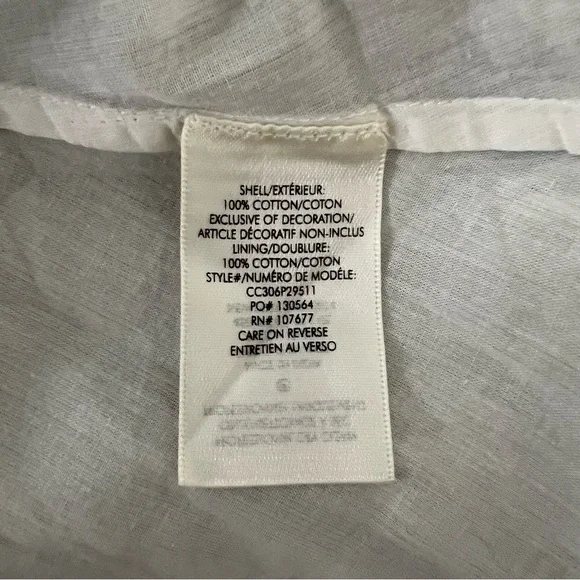 SHELL/EXTÉRIEUR:
100% COTTON/COTON
EXCLUSIVE OF DECORATION/
ARTICLE DÉCORATIF NON-INCLUS
LINING/DOUBLURE:
100% COTTON/COTON
STYLE#/NUMÉRO DE MODÉLE:
CC306P29511
PO# 130564
RN# 107677
CARE ON REVERSE
ENTRETIEN AU VERSO